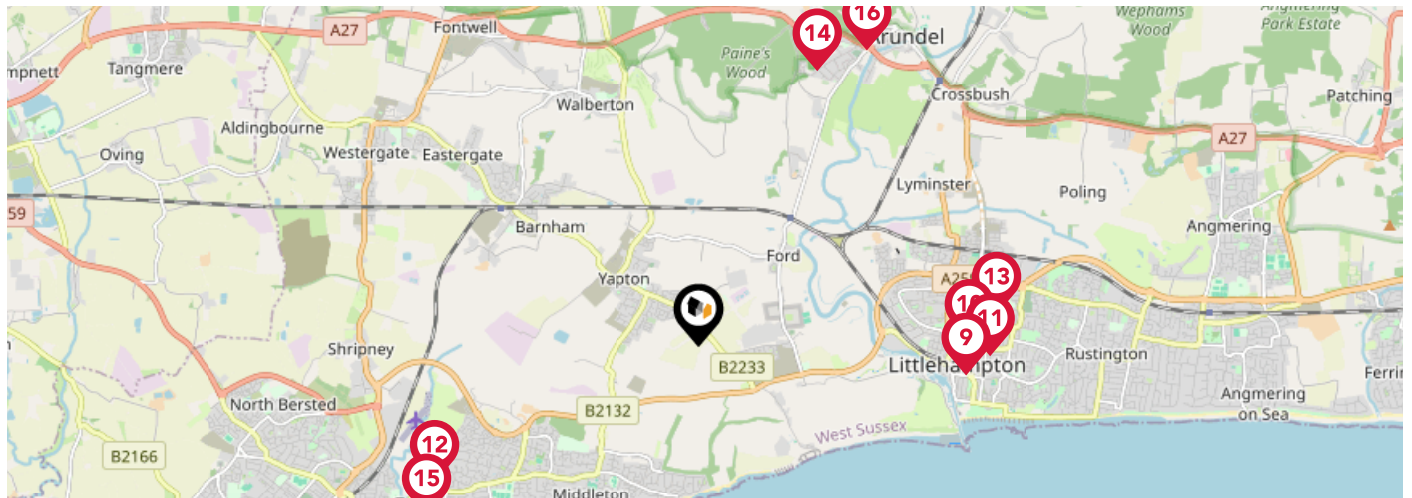 16
Wephams
Wood
Angmering
Park Estate
A27
Fontwell
14
Arundel
Paine's
Wood
Tangmere
Crossbush
Patching
Walberton
Aldingbourne
A27
Oving
Westergate
Eastergate
Lyminster
Poling
59
Barnham
Angmering
Ford
Yapton
13
11
9
Shripney
Rustington
Littlehampton
B2233
North Bersted
Angmering
on Sea
B2132
West Sussex
12
B2166
15
Middleton